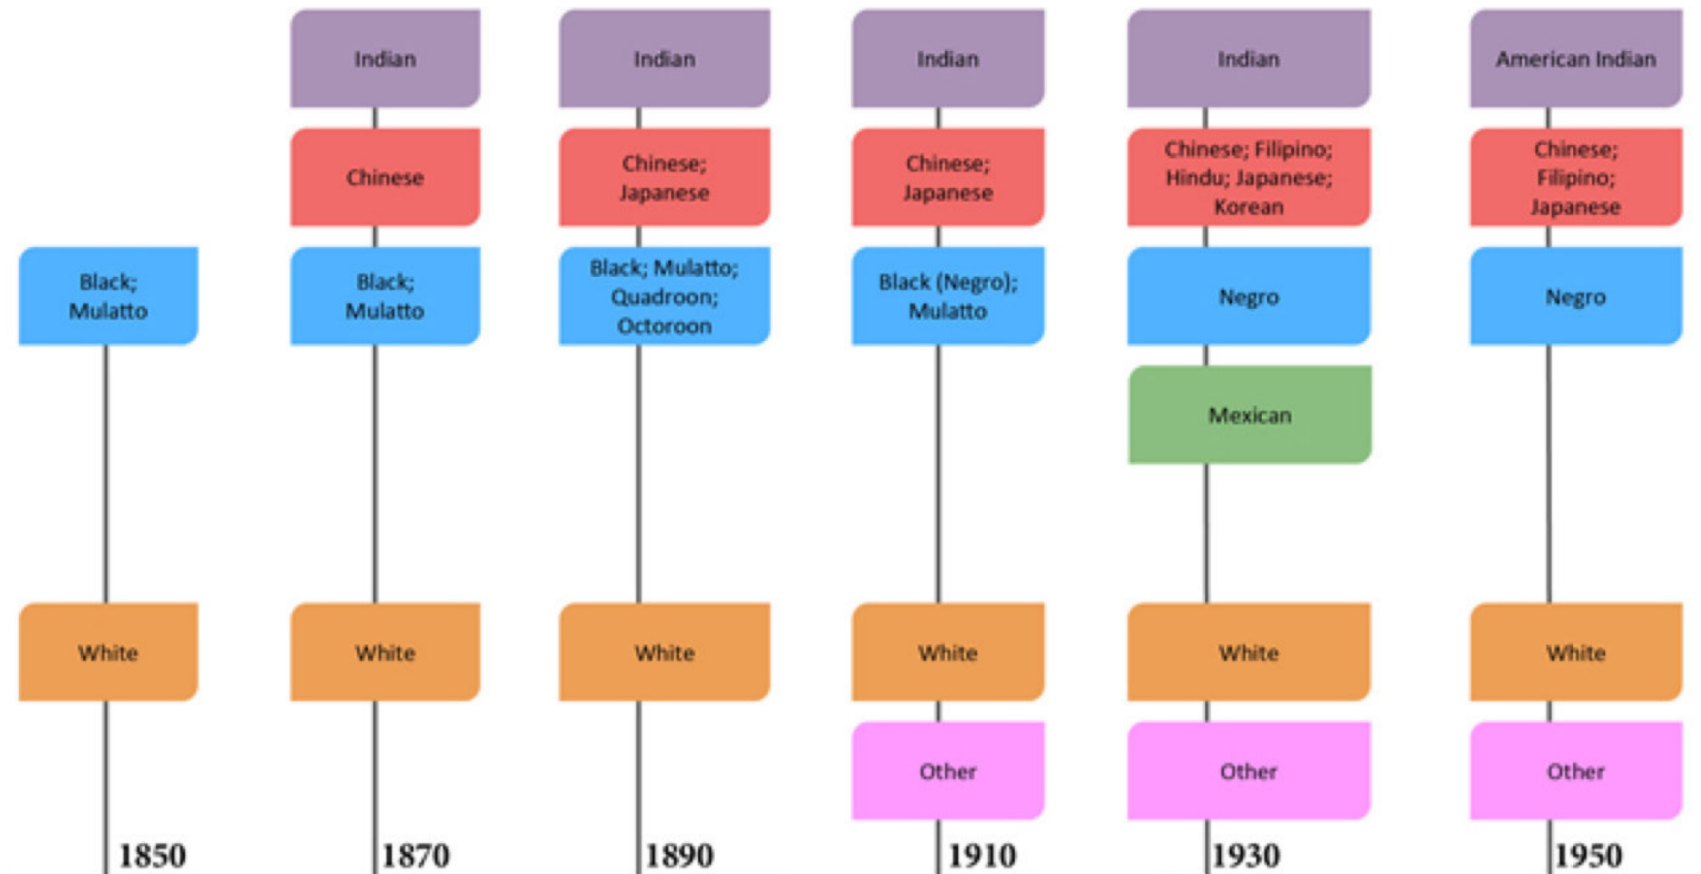 Indian
Indian
Indian
Indian
American Indian
Chinese
Chinese;
Japanese
Chinese;
Japanese
Chinese; Filipino;
Hindu; Japanese;
Korean
Chinese;
Filipino;
Japanese
Black;
Mulatto
Black;
Mulatto
Black; Mulatto;
Quadroon;
Octoroon
Black (Negro);
Mulatto
Negro
Negro
Mexican
White
White
White
White
White
White
Other
Other
Other
1850
1870
1890
1910
1930
1950